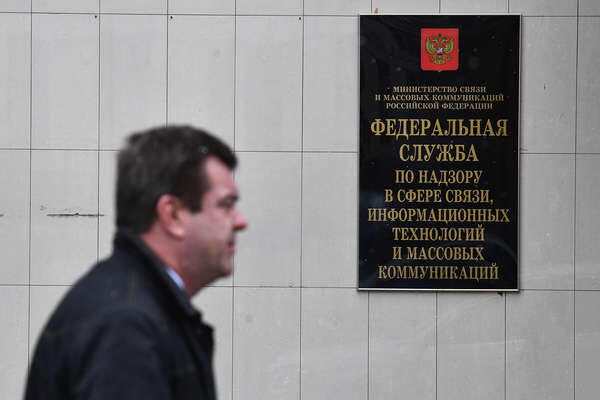 МИНИСТЕРСТВО СВЯЗИ
И МАССОВЫХ КОММУНИКАЦИЙ
РОССИЙСКОЙ ФЕДЕРАЦИИ
ФЕДЕРАЛЬНАЯ
СЛУЖБА
ПО НАДЗОРУ
В СФЕРЕ СВЯЗИ,
ИНФОРМАЦИОННЫХ
ТЕХНОЛОГИЙ
И МАССОВЫХ
КОММУНИКАЦИЙ